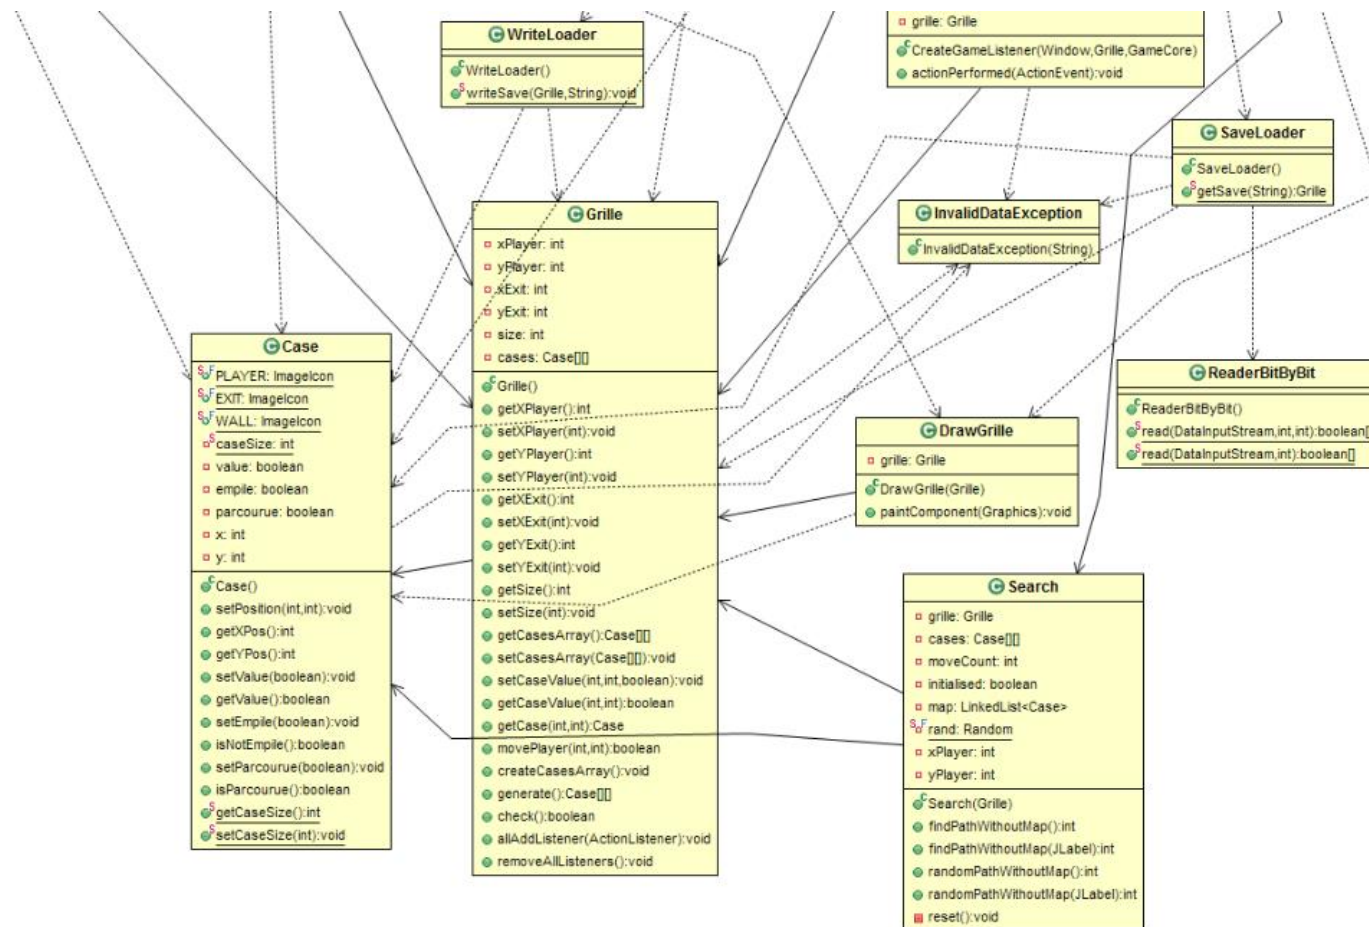 WriteLoader
WriteLoader()
writeSave(Grille,String):void
grille: Grille
CreateGameListener(Window,Grille,GameCore)
actionPerformed(ActionEvent):void
SaveLoader
SaveLoader()
getSave(String):Grille
Grille
xPlayer: int
yPlayer: int
xExit: int
yExit: int
size: int
cases: Case[][]
Grille()
getXPlayer():int
setXPlayer(int):void
getYPlayer():int
setYPlayer(int):void
getXExit():int
setXExit(int):void
getYExit():int
setYExit(int):void
getSize():int
setSize(int):void
getCasesArray():Case[][]
setCasesArray(Case[][]):void
setCaseValue(int,int,boolean):void
getCaseValue(int,int):boolean
getCase(int,int):Case
movePlayer(int,int):boolean
createCasesArray():void
generate():Case[][]
check():boolean
allAddListener(ActionListener):void
removeAllListeners():void
InvalidDataException
InvalidDataException(String)
Case
PLAYER: ImageIcon
EXIT: ImageIcon
WALL: ImageIcon
caseSize: int
value: boolean
empile: boolean
parcourue: boolean
x: int
y: int
Case()
setPosition(int,int):void
getXPos():int
getYPos():int
setValue(boolean):void
getValue():boolean
setEmpile(boolean):void
isNotEmpile():boolean
setParcourue(boolean):void
isParcourue():boolean
getCaseSize():int
setCaseSize(int):void
ReaderBitByBit
ReaderBitByBit()
read(DataInputStream,int,int):boolean[
read(DataInputStream,int):boolean[]
DrawGrille
grille: Grille
DrawGrille(Grille)
paintComponent(Graphics):void
Search
grille: Grille
cases: Case[][]
moveCount: int
initialised: boolean
map: LinkedList<Case>
rand: Random
xPlayer: int
yPlayer: int
Search(Grille)
findPathWithoutMap():int
findPathWithoutMap(JLabel):int
randomPathWithoutMap():int
randomPathWithoutMap(JLabel):int
reset():void